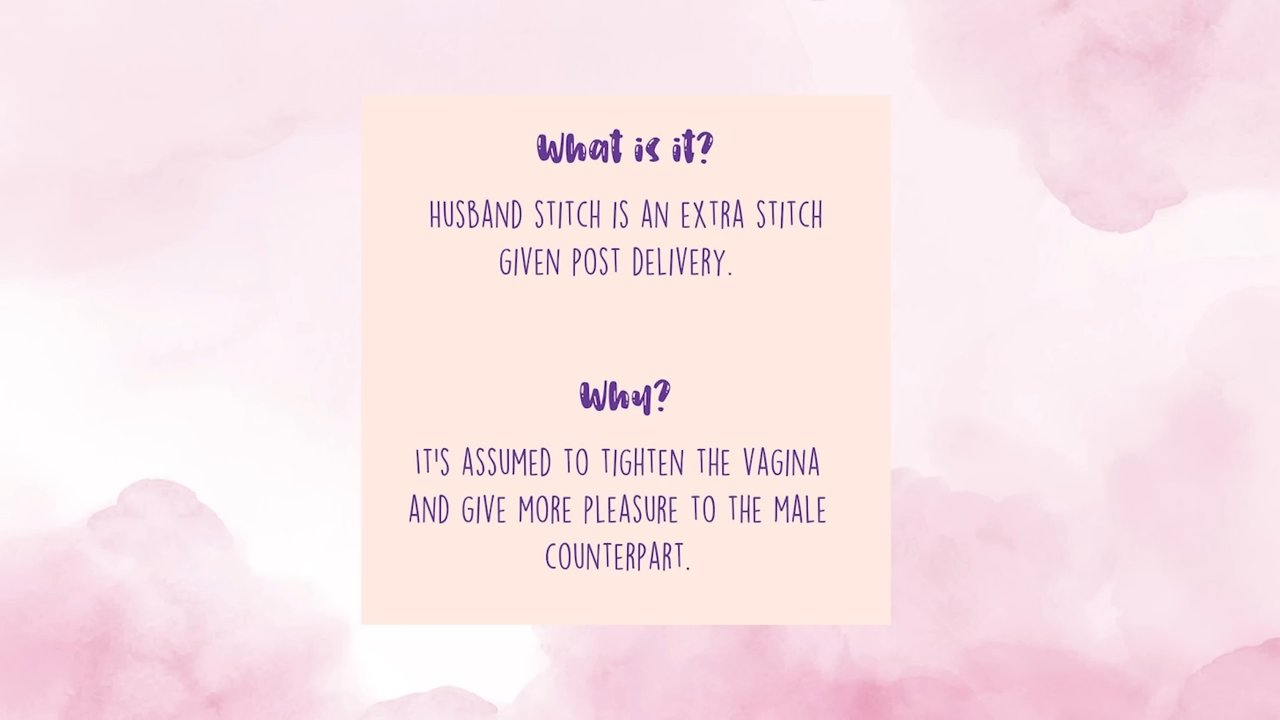 What is it?
HUSBAND STITCH IS AN EXTRA STITCH
GIVEN POST DELIVERY.
Why?
IT'S ASSUMED TO TIGHTEN THE VAGINA
AND GIVE MORE PLEASURE TO THE MALE
COUNTERPART.